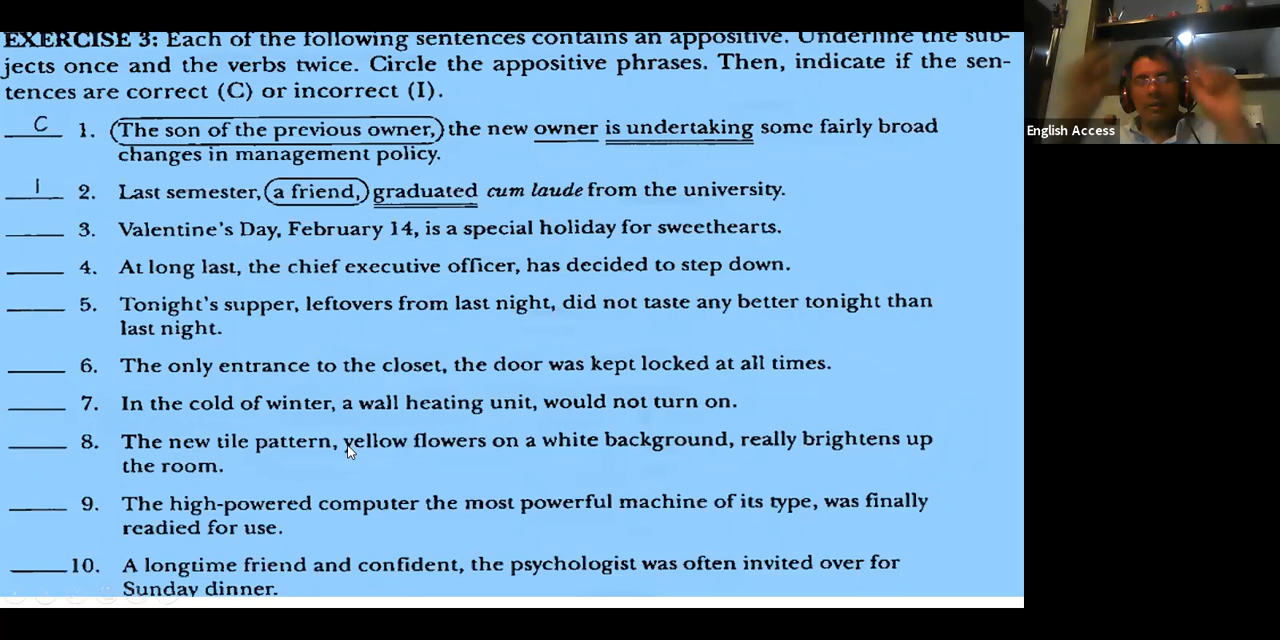 EXERCISE 3: Each of the following sentences contains an appositive. Underline the sub-
jects once and the verbs twice. Circle the appositive phrases. Then, indicate if the sen-
tences are correct (C) or incorrect (I).
C 1. The son of the previous owner, the new owner is undertaking some fairly broad
changes in management policy.
I 2. Last semester, a friend, graduated cum laude from the university.
3. Valentine's Day, February 14, is a special holiday for sweethearts.
4. At long last, the chief executive officer, has decided to step down.
5. Tonight's supper, leftovers from last night, did not taste any better tonight than
last night.
6. The only entrance to the closet, the door was kept locked at all times.
7. In the cold of winter, a wall heating unit, would not turn on.
8. The new tile pattern, yellow flowers on a white background, really brightens up
the room.
9. The high-powered computer the most powerful machine of its type, was finally
readied for use.
10. A longtime friend and confident, the psychologist was often invited over for
Sunday dinner.
English Access